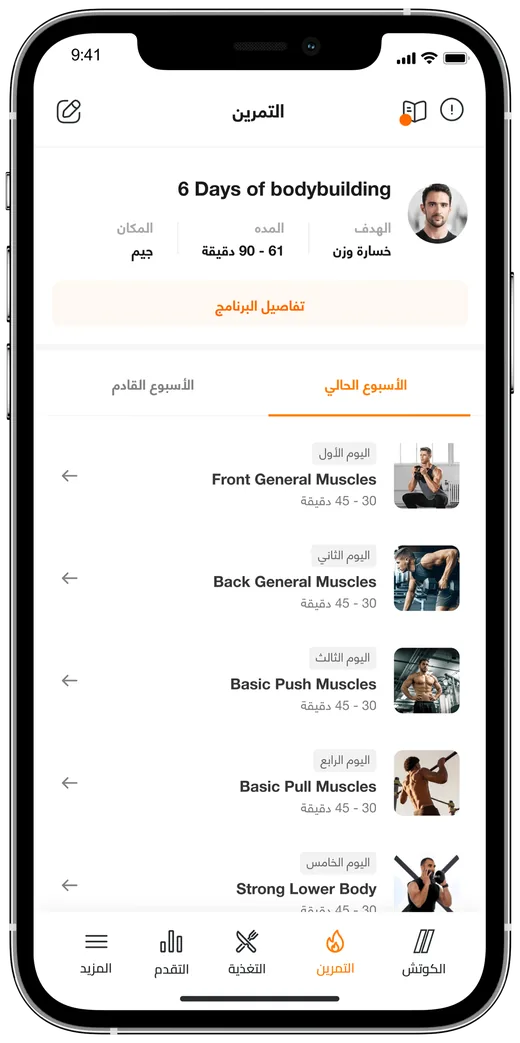 9:41
التمرين
6 Days of bodybuilding
الهدف
المده
المكان
خسارة وزن
61 - 90 دقيقة
جيم
تفاصيل البرنامج
الأسبوع الحالي
الأسبوع القادم
اليوم الأول
Front General Muscles
30 - 45 دقيقة
اليوم الثاني
Back General Muscles
30 - 45 دقيقة
اليوم الثالث
Basic Push Muscles
30 - 45 دقيقة
اليوم الرابع
Basic Pull Muscles
30 - 45 دقيقة
اليوم الخامس
Strong Lower Body
30 - 45 دقيقة
الكوتش
التمرين
التغذية
التقدم
المزيد